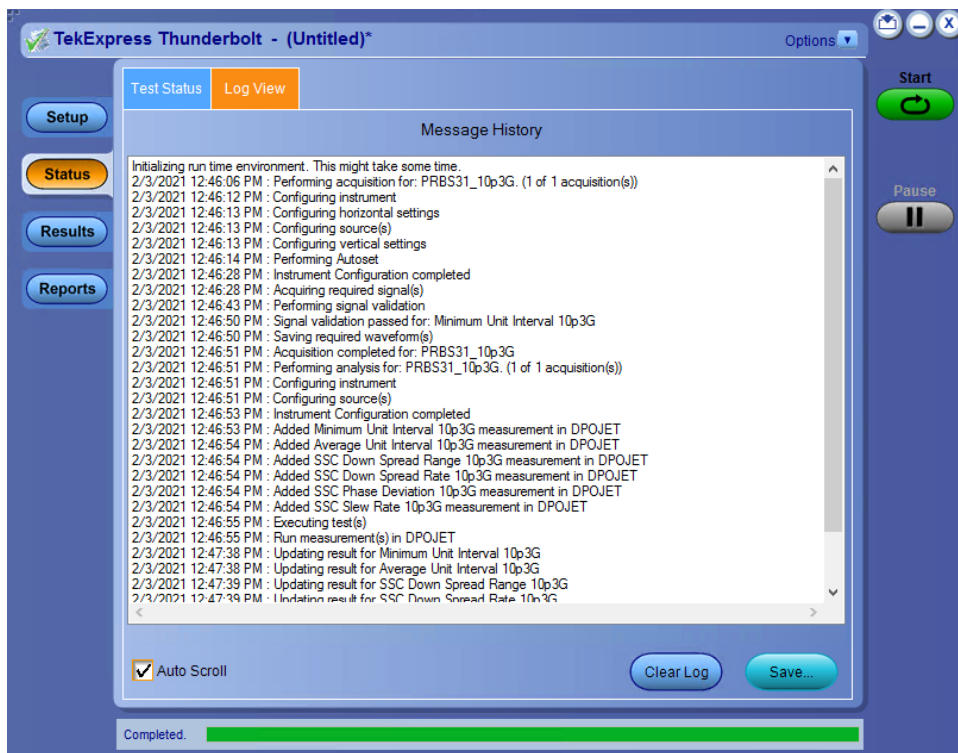 TekExpress Thunderbolt - (Untitled)*
Options
Start
Pause
Setup
Status
Results
Reports
Test Status
Log View
Message History
Initializing run time environment. This might take some time.
2/3/2021 12:46:06 PM : Performing acquisition for: PRBS31_10p3G. (1 of 1 acquisition(s))
2/3/2021 12:46:12 PM : Configuring instrument
2/3/2021 12:46:13 PM : Configuring horizontal settings
2/3/2021 12:46:13 PM : Configuring source(s)
2/3/2021 12:46:13 PM : Configuring vertical settings
2/3/2021 12:46:14 PM : Performing Autoset
2/3/2021 12:46:28 PM : Instrument Configuration completed
2/3/2021 12:46:28 PM : Acquiring required signal(s)
2/3/2021 12:46:43 PM : Performing signal validation
2/3/2021 12:46:50 PM : Signal validation passed for: Minimum Unit Interval 10p3G
2/3/2021 12:46:50 PM : Saving required waveform(s)
2/3/2021 12:46:51 PM : Acquisition completed for: PRBS31_10p3G
2/3/2021 12:46:51 PM : Performing analysis for: PRBS31_10p3G. (1 of 1 acquisition(s))
2/3/2021 12:46:51 PM : Configuring instrument
2/3/2021 12:46:51 PM : Configuring source(s)
2/3/2021 12:46:53 PM : Instrument Configuration completed
2/3/2021 12:46:53 PM : Added Minimum Unit Interval 10p3G measurement in DPOJET
2/3/2021 12:46:54 PM : Added Average Unit Interval 10p3G measurement in DPOJET
2/3/2021 12:46:54 PM : Added SSC Down Spread Range 10p3G measurement in DPOJET
2/3/2021 12:46:54 PM : Added SSC Down Spread Rate 10p3G measurement in DPOJET
2/3/2021 12:46:54 PM : Added SSC Phase Deviation 10p3G measurement in DPOJET
2/3/2021 12:46:54 PM : Added SSC Slew Rate 10p3G measurement in DPOJET
2/3/2021 12:46:55 PM : Executing test(s)
2/3/2021 12:46:55 PM : Run measurement(s) in DPOJET
2/3/2021 12:47:38 PM : Updating result for Minimum Unit Interval 10p3G
2/3/2021 12:47:38 PM : Updating result for Average Unit Interval 10p3G
2/3/2021 12:47:39 PM : Updating result for SSC Down Spread Range 10p3G
2/3/2021 12:47:39 PM : Updating result for SSC Down Spread Rate 10p3G
Auto Scroll
Clear Log
Save...
Completed.